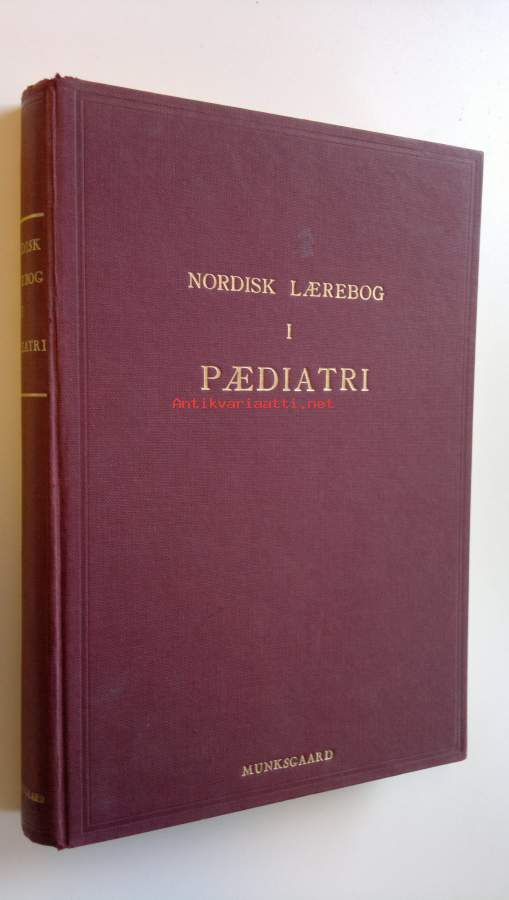 NORDISK LÆREBOG
I
PÆDIATRI
Antikvariaatti.net
MUNKSGAARD